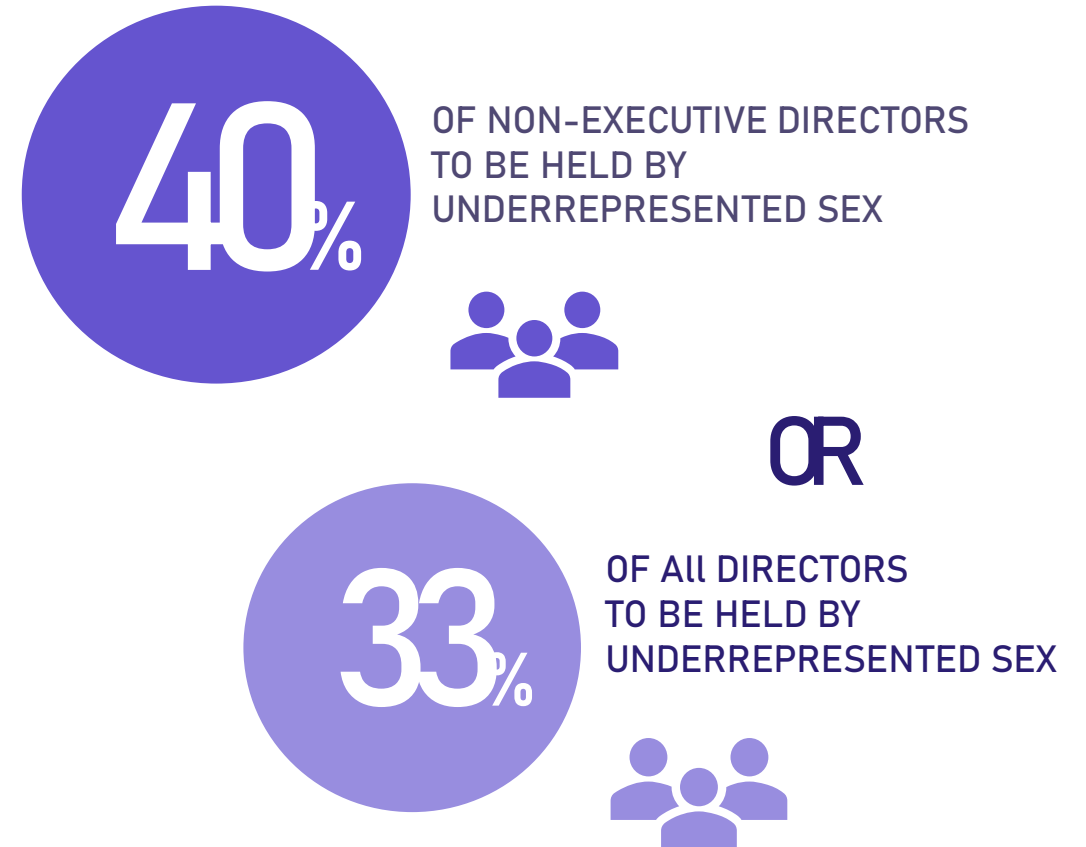 40%
OF NON-EXECUTIVE DIRECTORS
TO BE HELD BY
UNDERREPRESENTED SEX
OR
33%
OF All DIRECTORS
TO BE HELD BY
UNDERREPRESENTED SEX